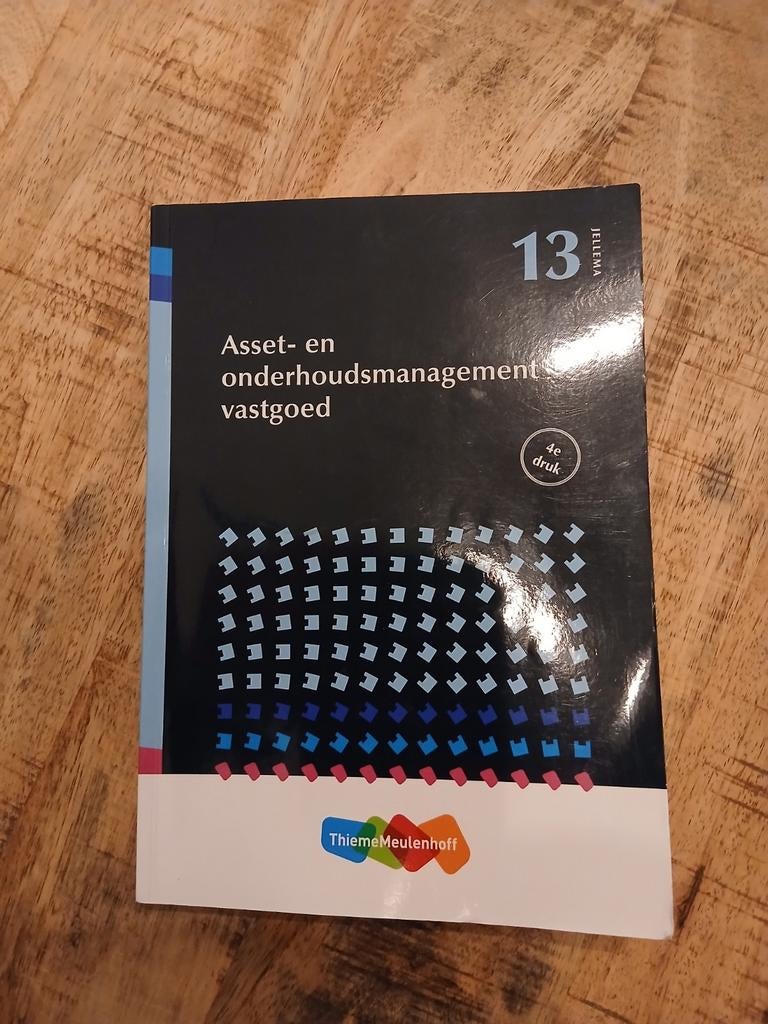 13
JELLEMA
Asset- en
onderhoudsmanagement
vastgoed
4e
druk
ThiemeMeulenhoff